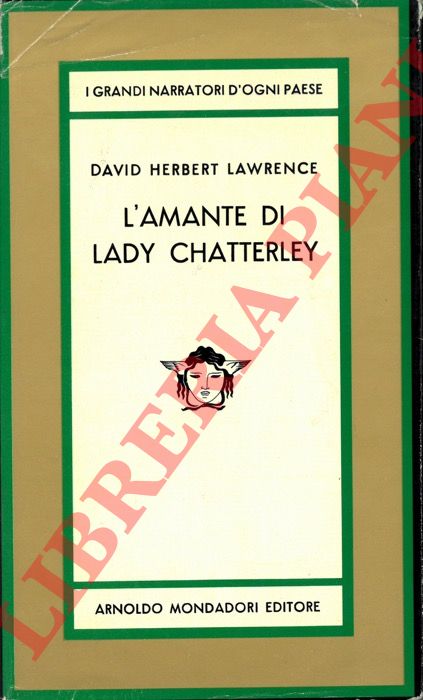 I GRANDI NARRATORI D'OGNI PAESE
DAVID HERBERT LAWRENCE
L'AMANTE DI
LADY CHATTERLEY
ARNOLDO MONDADORI EDITORE
LIBRERIA PIANI